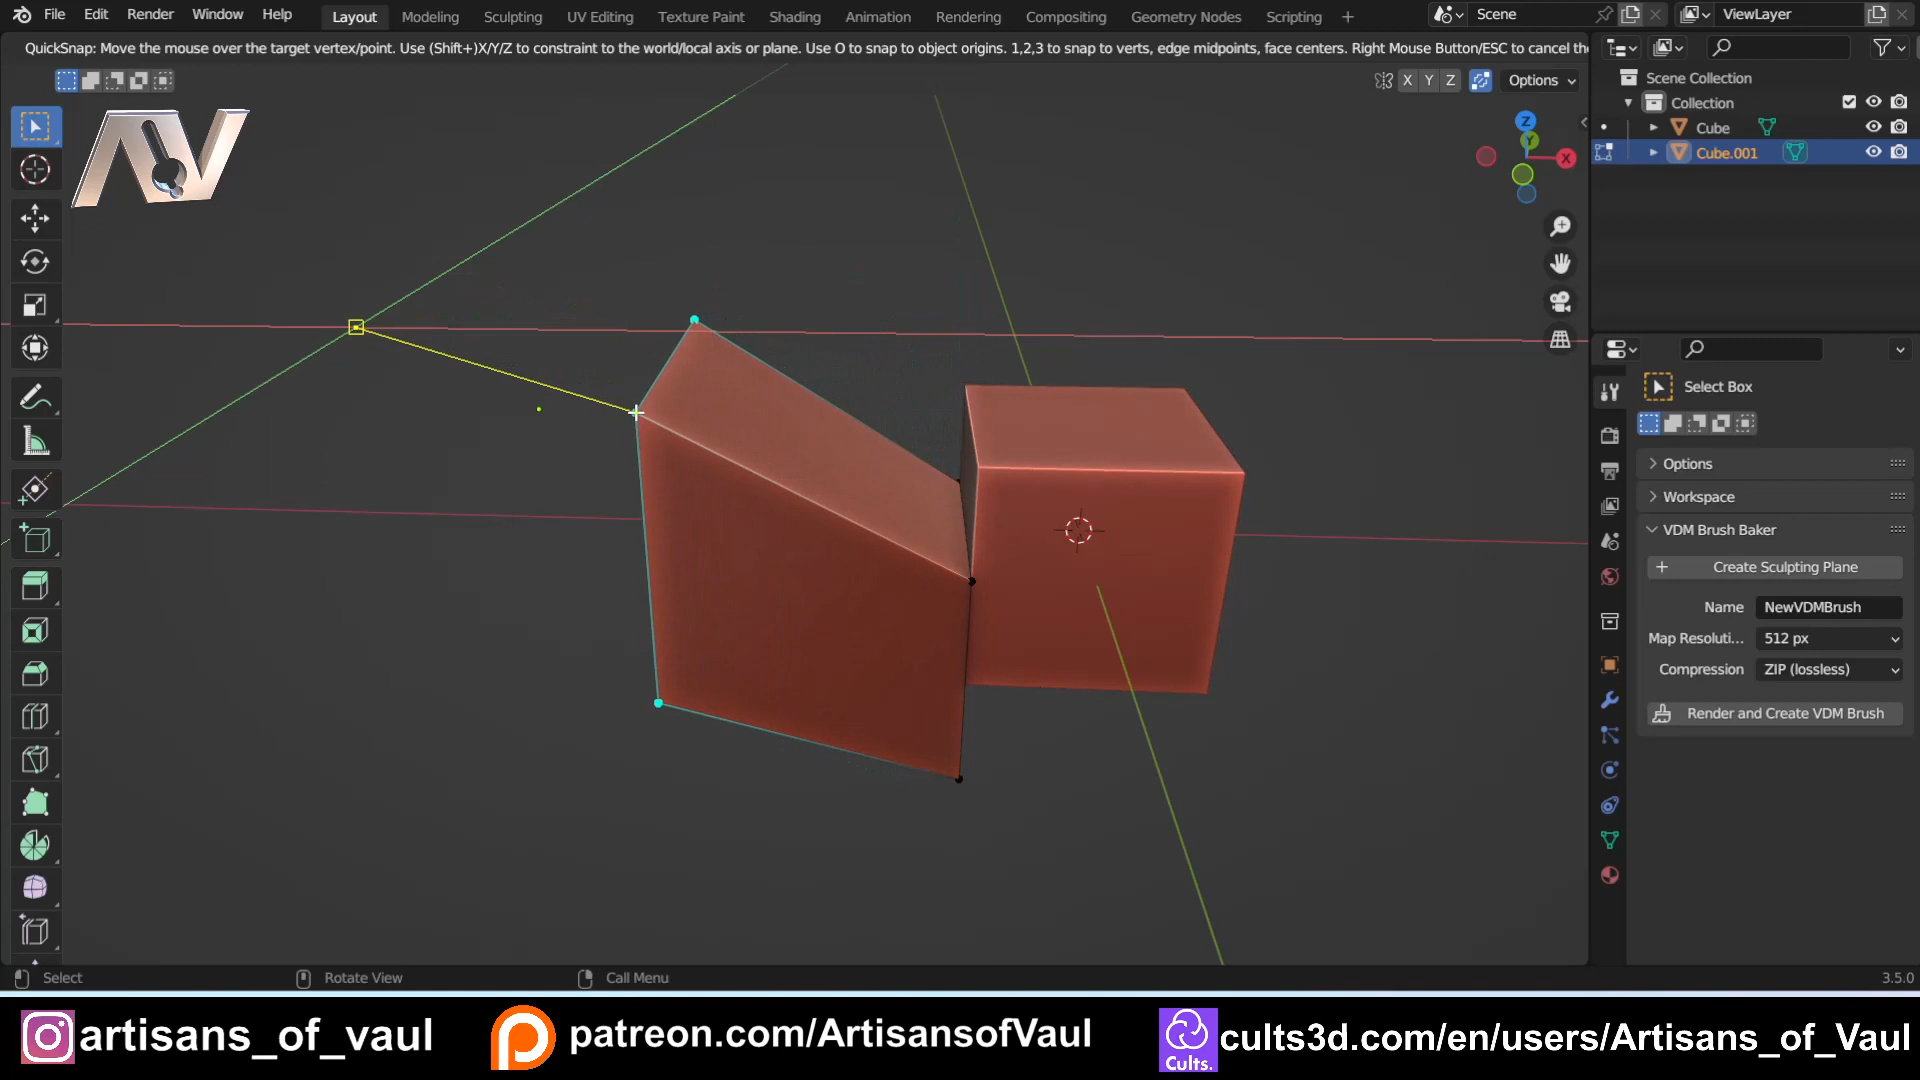 File Edit Render Window Help Layout Modeling Sculpting UV Editing Texture Paint Shading Animation Rendering Compositing Geometry Nodes Scripting + Scene ViewLayer
QuickSnap: Move the mouse over the target vertex/point. Use (Shift+)X/Y/Z to constraint to the world/local axis or plane. Use O to snap to object origins. 1,2,3 to snap to verts, edge midpoints, face centers. Right Mouse Button/ESC to cancel the
X Y Z Options
Scene Collection
Collection
Cube
Cube.001
AV
Z
Y
X
Select Box
Options
Workspace
VDM Brush Baker
Create Sculpting Plane
Name NewVDMBrush
Map Resoluti... 512 px
Compression ZIP (lossless)
Render and Create VDM Brush
Select Rotate View Call Menu 3.5.0
artisans_of_vaul patreon.com/ArtisansofVaul Cults. cults3d.com/en/users/Artisans_of_Vaul